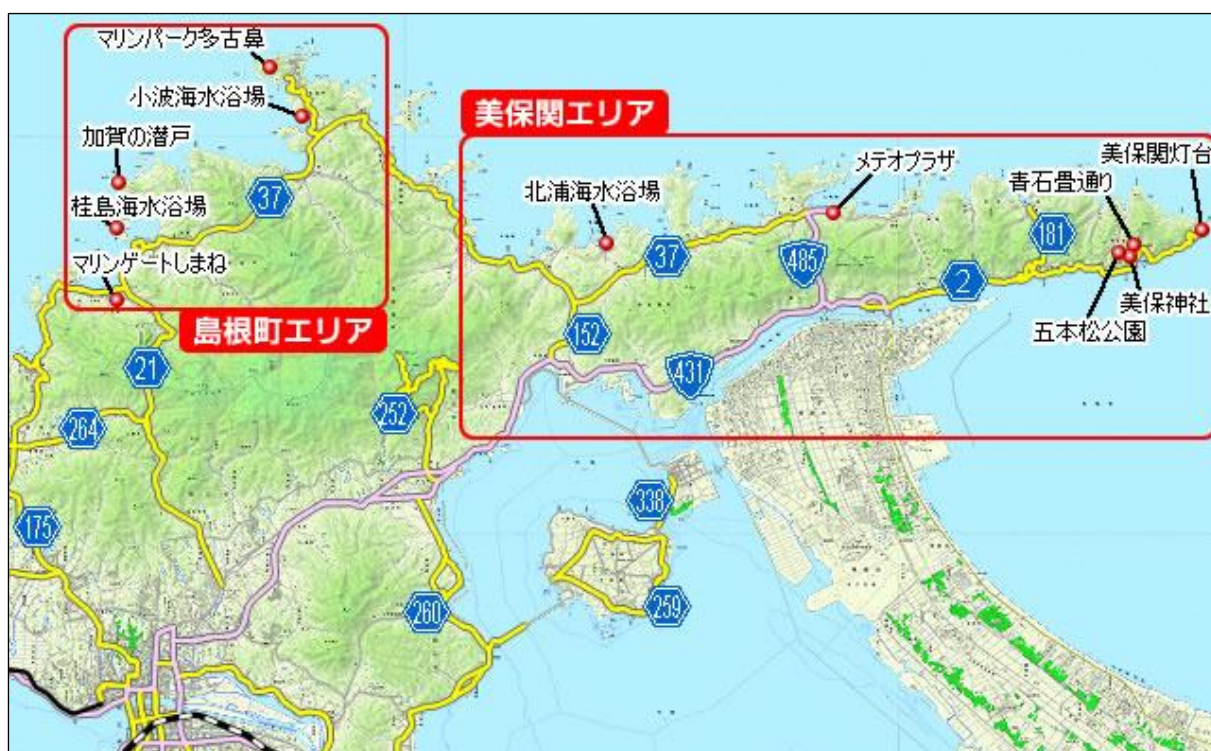 マリンパーク多古鼻
小波海水浴場
加賀の潜戸
桂島海水浴場
マリンゲートしまね
島根町エリア
37
21
264
175
252
260
美保関エリア
北浦海水浴場
メテオプラザ
青石畳通り
美保関灯台
美保神社
五本松公園
37
485
181
2
152
431
338
259